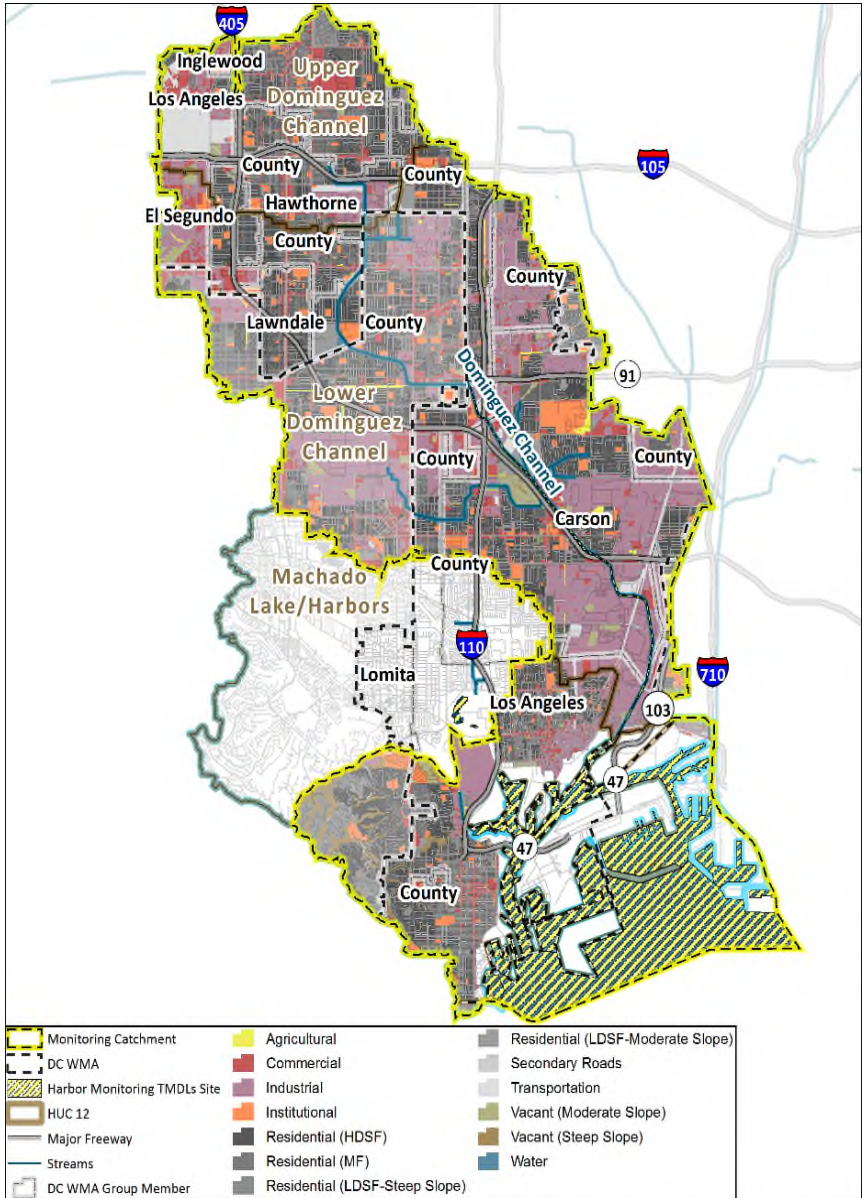 405
Inglewood
Upper
Dominguez
Channel
Los Angeles
County
County
105
Hawthorne
El Segundo
County
County
Lawndale
County
Dominguez Channel
91
Lower
Dominguez
Channel
County
County
Carson
County
Machado
Lake/Harbors
110
Lomita
710
Los Angeles
103
47
47
County
Monitoring Catchment
DC WMA
Harbor Monitoring TMDLs Site
HUC 12
Major Freeway
Streams
DC WMA Group Member
Agricultural
Commercial
Industrial
Institutional
Residential (HDSF)
Residential (MF)
Residential (LDSF-Steep Slope)
Residential (LDSF-Moderate Slope)
Secondary Roads
Transportation
Vacant (Moderate Slope)
Vacant (Steep Slope)
Water